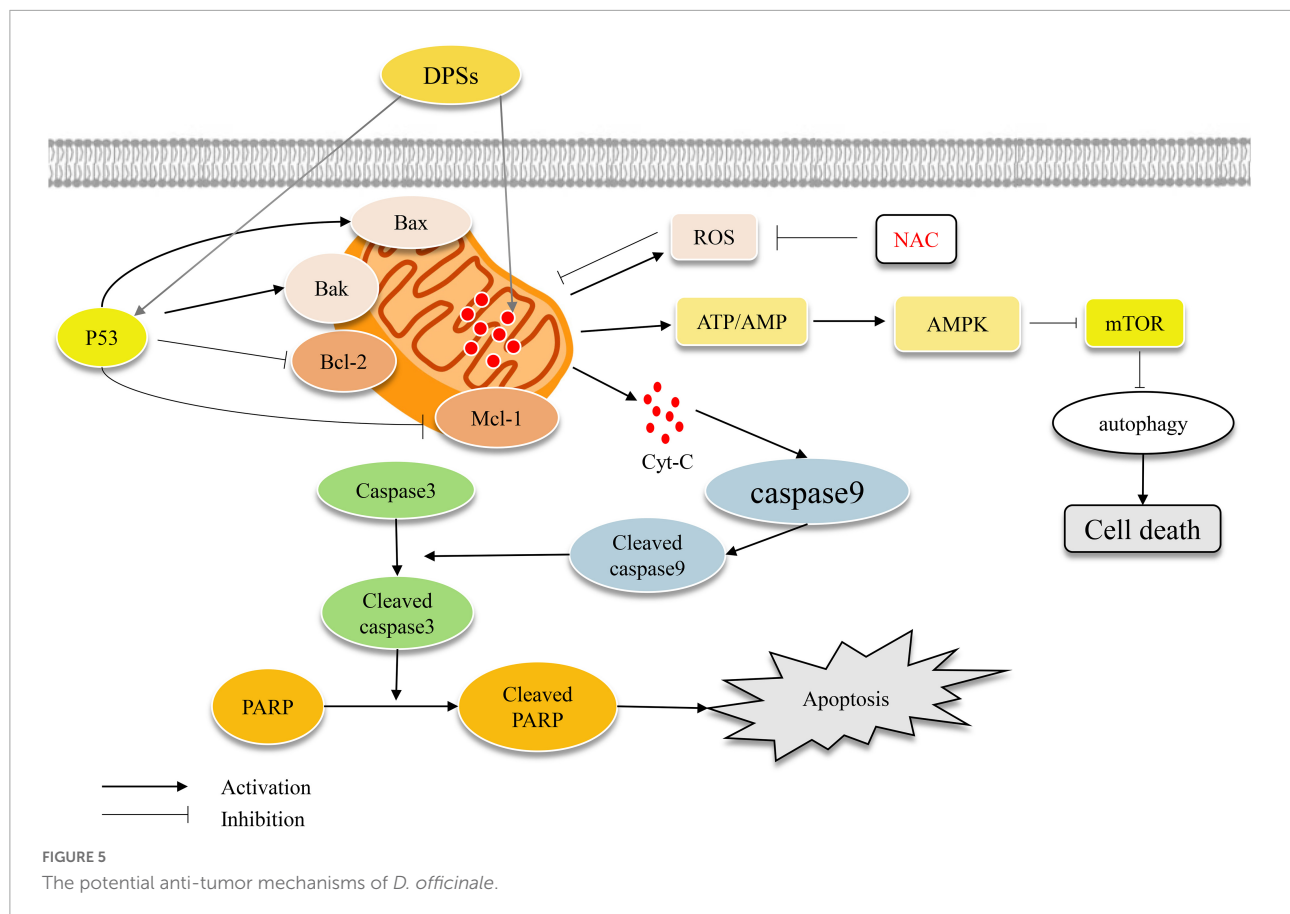 DPSs
Bax
ROS
NAC
Bak
P53
ATP/AMP
AMPK
mTOR
Bcl-2
Mcl-1
autophagy
Cyt-C
Caspase3
caspase9
Cell death
Cleaved
caspase9
Cleaved
caspase3
PARP
Cleaved
PARP
Apoptosis
Activation
Inhibition
FIGURE 5
The potential anti-tumor mechanisms of D. officinale.